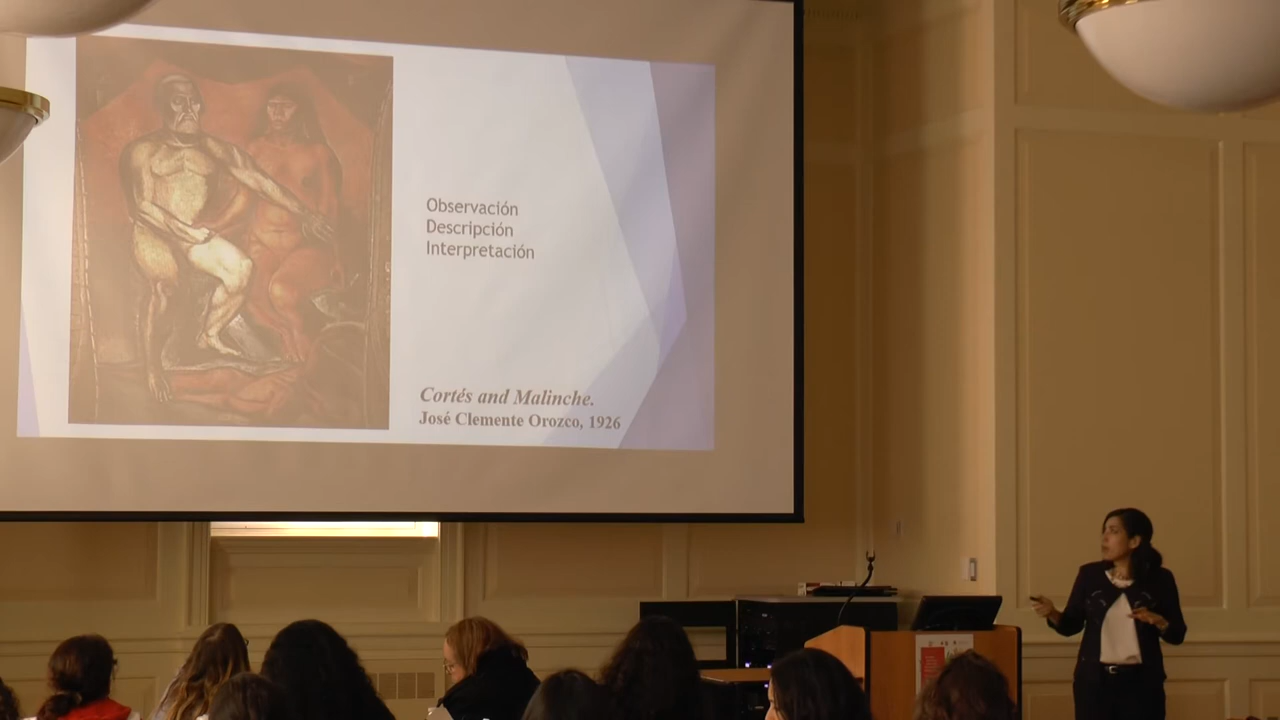 Observación
Descripción
Interpretación
Cortés and Malinche.
José Clemente Orozco, 1926